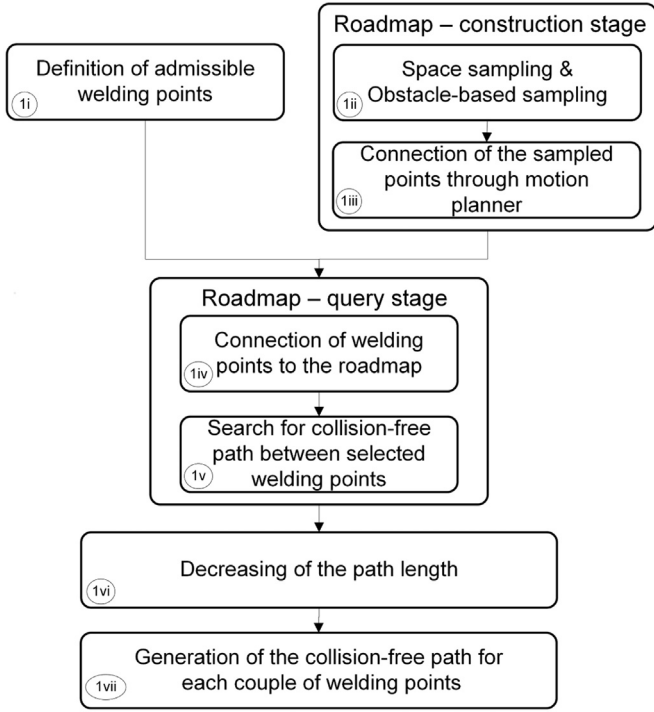 Roadmap – construction stage
Definition of admissible
welding points
1i
Space sampling &
Obstacle-based sampling
1ii
Connection of the sampled
points through motion
planner
1iii
Roadmap – query stage
Connection of welding
points to the roadmap
1iv
Search for collision-free
path between selected
welding points
1v
Decreasing of the path length
1vi
Generation of the collision-free path for
each couple of welding points
1vii